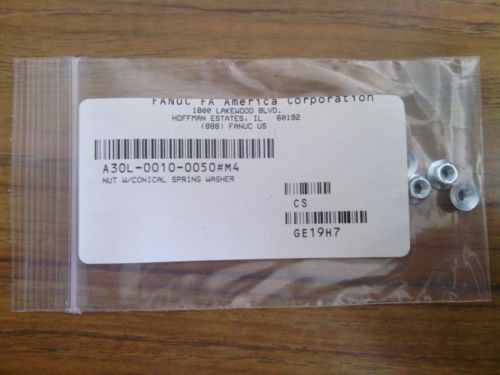 FANUC FA America Corporation
1800 LAKEWOOD BLVD.
HOFFMAN ESTATES, IL 60192
(888) FANUC US
A30L-0010-0050#M4
NUT W/CONICAL SPRING WASHER
CS
GE19H7